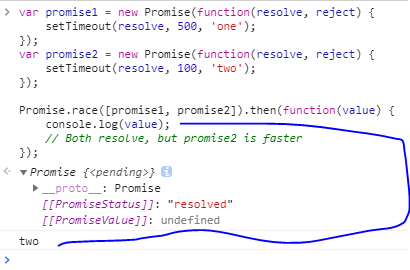 var promise1 = new Promise(function(resolve, reject) {
    setTimeout(resolve, 500, 'one');
});
var promise2 = new Promise(function(resolve, reject) {
    setTimeout(resolve, 100, 'two');
});

Promise.race([promise1, promise2]).then(function(value) {
    console.log(value);
    // Both resolve, but promise2 is faster
});
Promise {<pending>} i
__proto__: Promise
[[PromiseStatus]]: "resolved"
[[PromiseValue]]: undefined
two